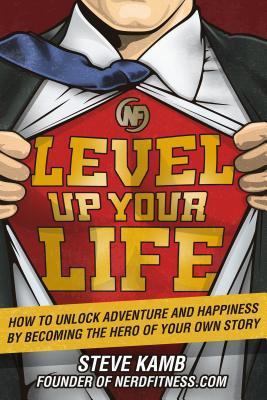 NF
LEVEL
UP YOUR
LIFE
HOW TO UNLOCK ADVENTURE AND HAPPINESS
BY BECOMING THE HERO OF YOUR OWN STORY
STEVE KAMB
FOUNDER OF NERDFITNESS.COM